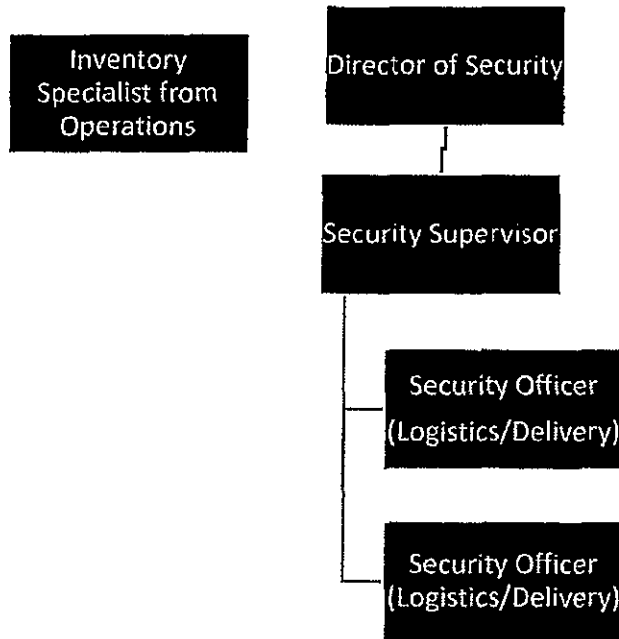 Inventory
Specialist from
Operations
Director of Security
Security Supervisor
Security Officer
(Logistics/Delivery)
Security Officer
(Logistics/Delivery)